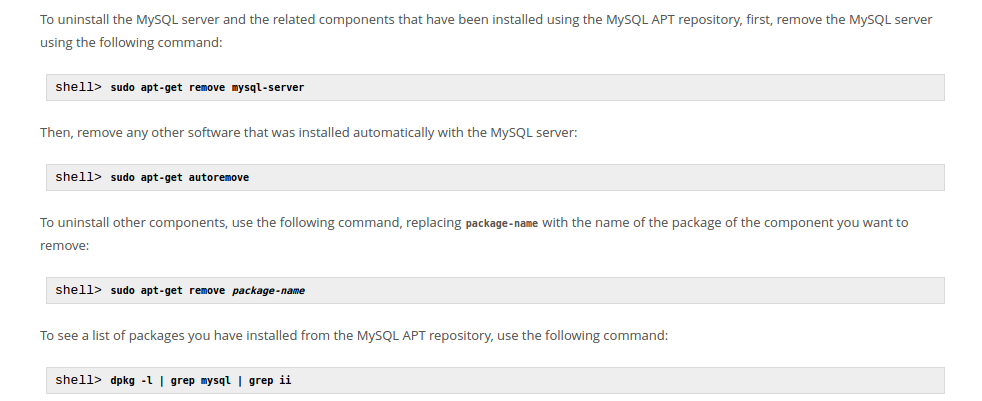 To uninstall the MySQL server and the related components that have been installed using the MySQL APT repository, first, remove the MySQL server
using the following command:
shell> sudo apt-get remove mysql-server
Then, remove any other software that was installed automatically with the MySQL server:
shell> sudo apt-get autoremove
To uninstall other components, use the following command, replacing package-name with the name of the package of the component you want to
remove:
shell> sudo apt-get remove package-name
To see a list of packages you have installed from the MySQL APT repository, use the following command:
shell> dpkg -l | grep mysql | grep ii